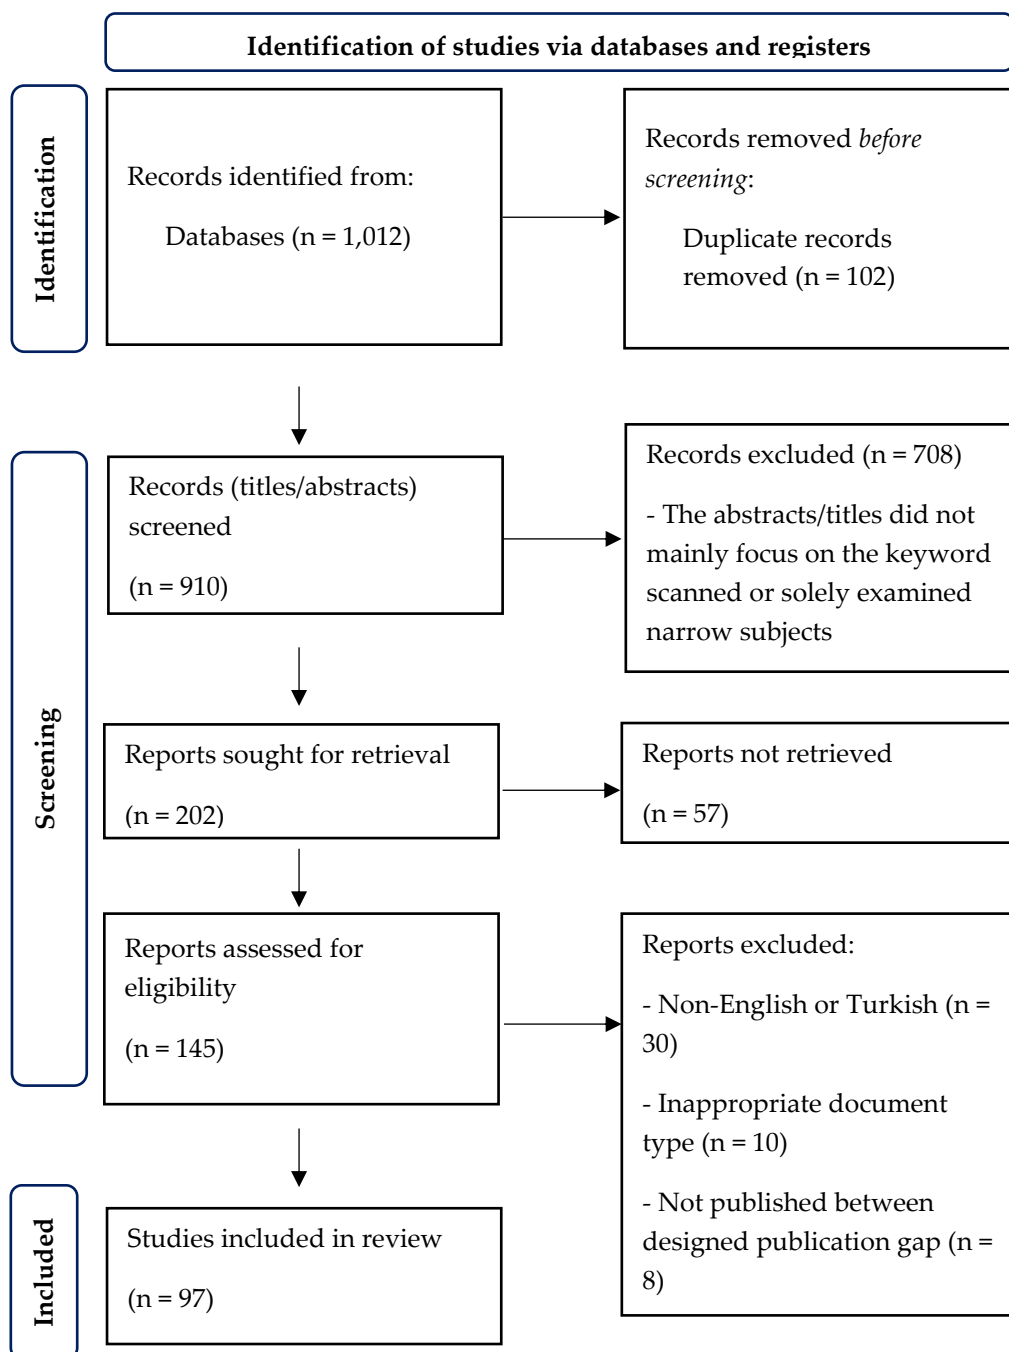 Identification of studies via databases and registers
Identification
Records identified from:
Databases (n = 1,012)
Records removed before
screening:
Duplicate records
removed (n = 102)
Screening
Records (titles/abstracts)
screened
(n = 910)
Records excluded (n = 708)
- The abstracts/titles did not
mainly focus on the keyword
scanned or solely examined
narrow subjects
Reports sought for retrieval
(n = 202)
Reports not retrieved
(n = 57)
Reports assessed for
eligibility
(n = 145)
Reports excluded:
- Non-English or Turkish (n =
30)
- Inappropriate document
type (n = 10)
- Not published between
designed publication gap (n =
8)
Included
Studies included in review
(n = 97)